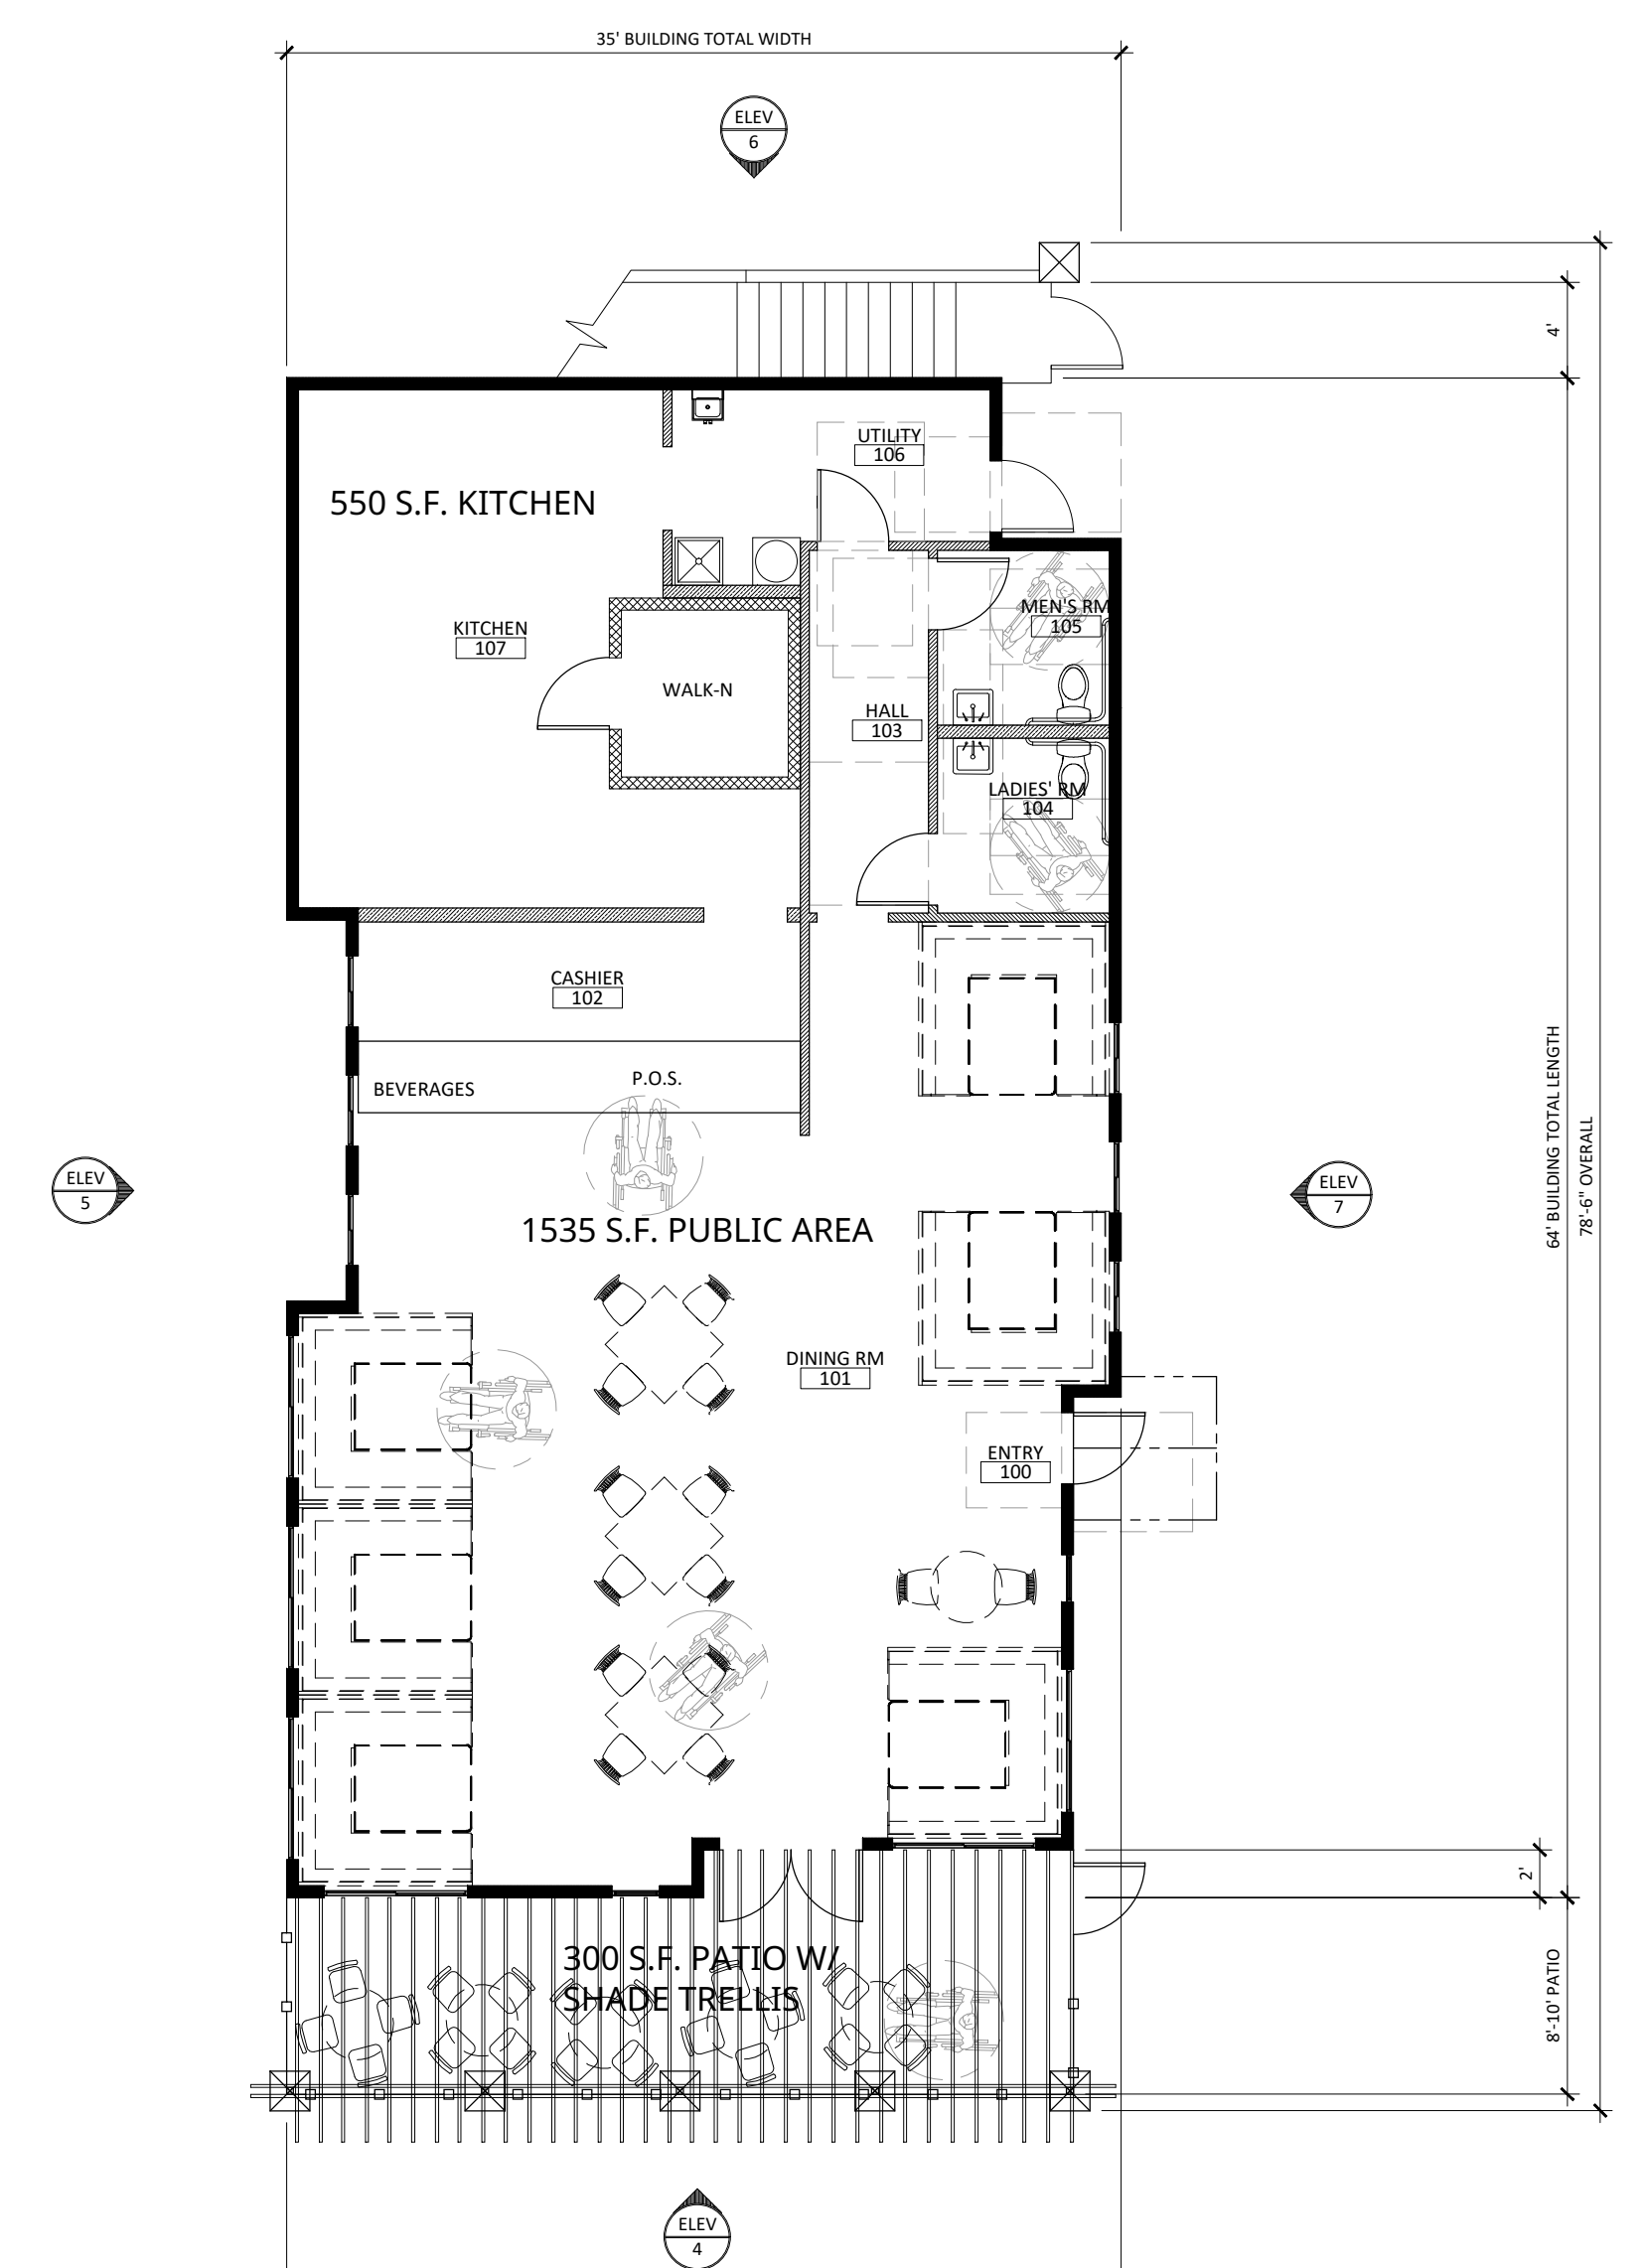 35' BUILDING TOTAL WIDTH
ELEV
6
4'
UTILITY
106
550 S.F. KITCHEN
MEN'S RM
105
KITCHEN
107
WALK-N
HALL
103
LADIES' RM
104
CASHIER
102
BEVERAGES
P.O.S.
64' BUILDING TOTAL LENGTH
78'-6" OVERALL
ELEV
5
ELEV
7
1535 S.F. PUBLIC AREA
DINING RM
101
ENTRY
100
2'
300 S.F. PATIO W/
SHADE TRELLIS
8'-10' PATIO
ELEV
4